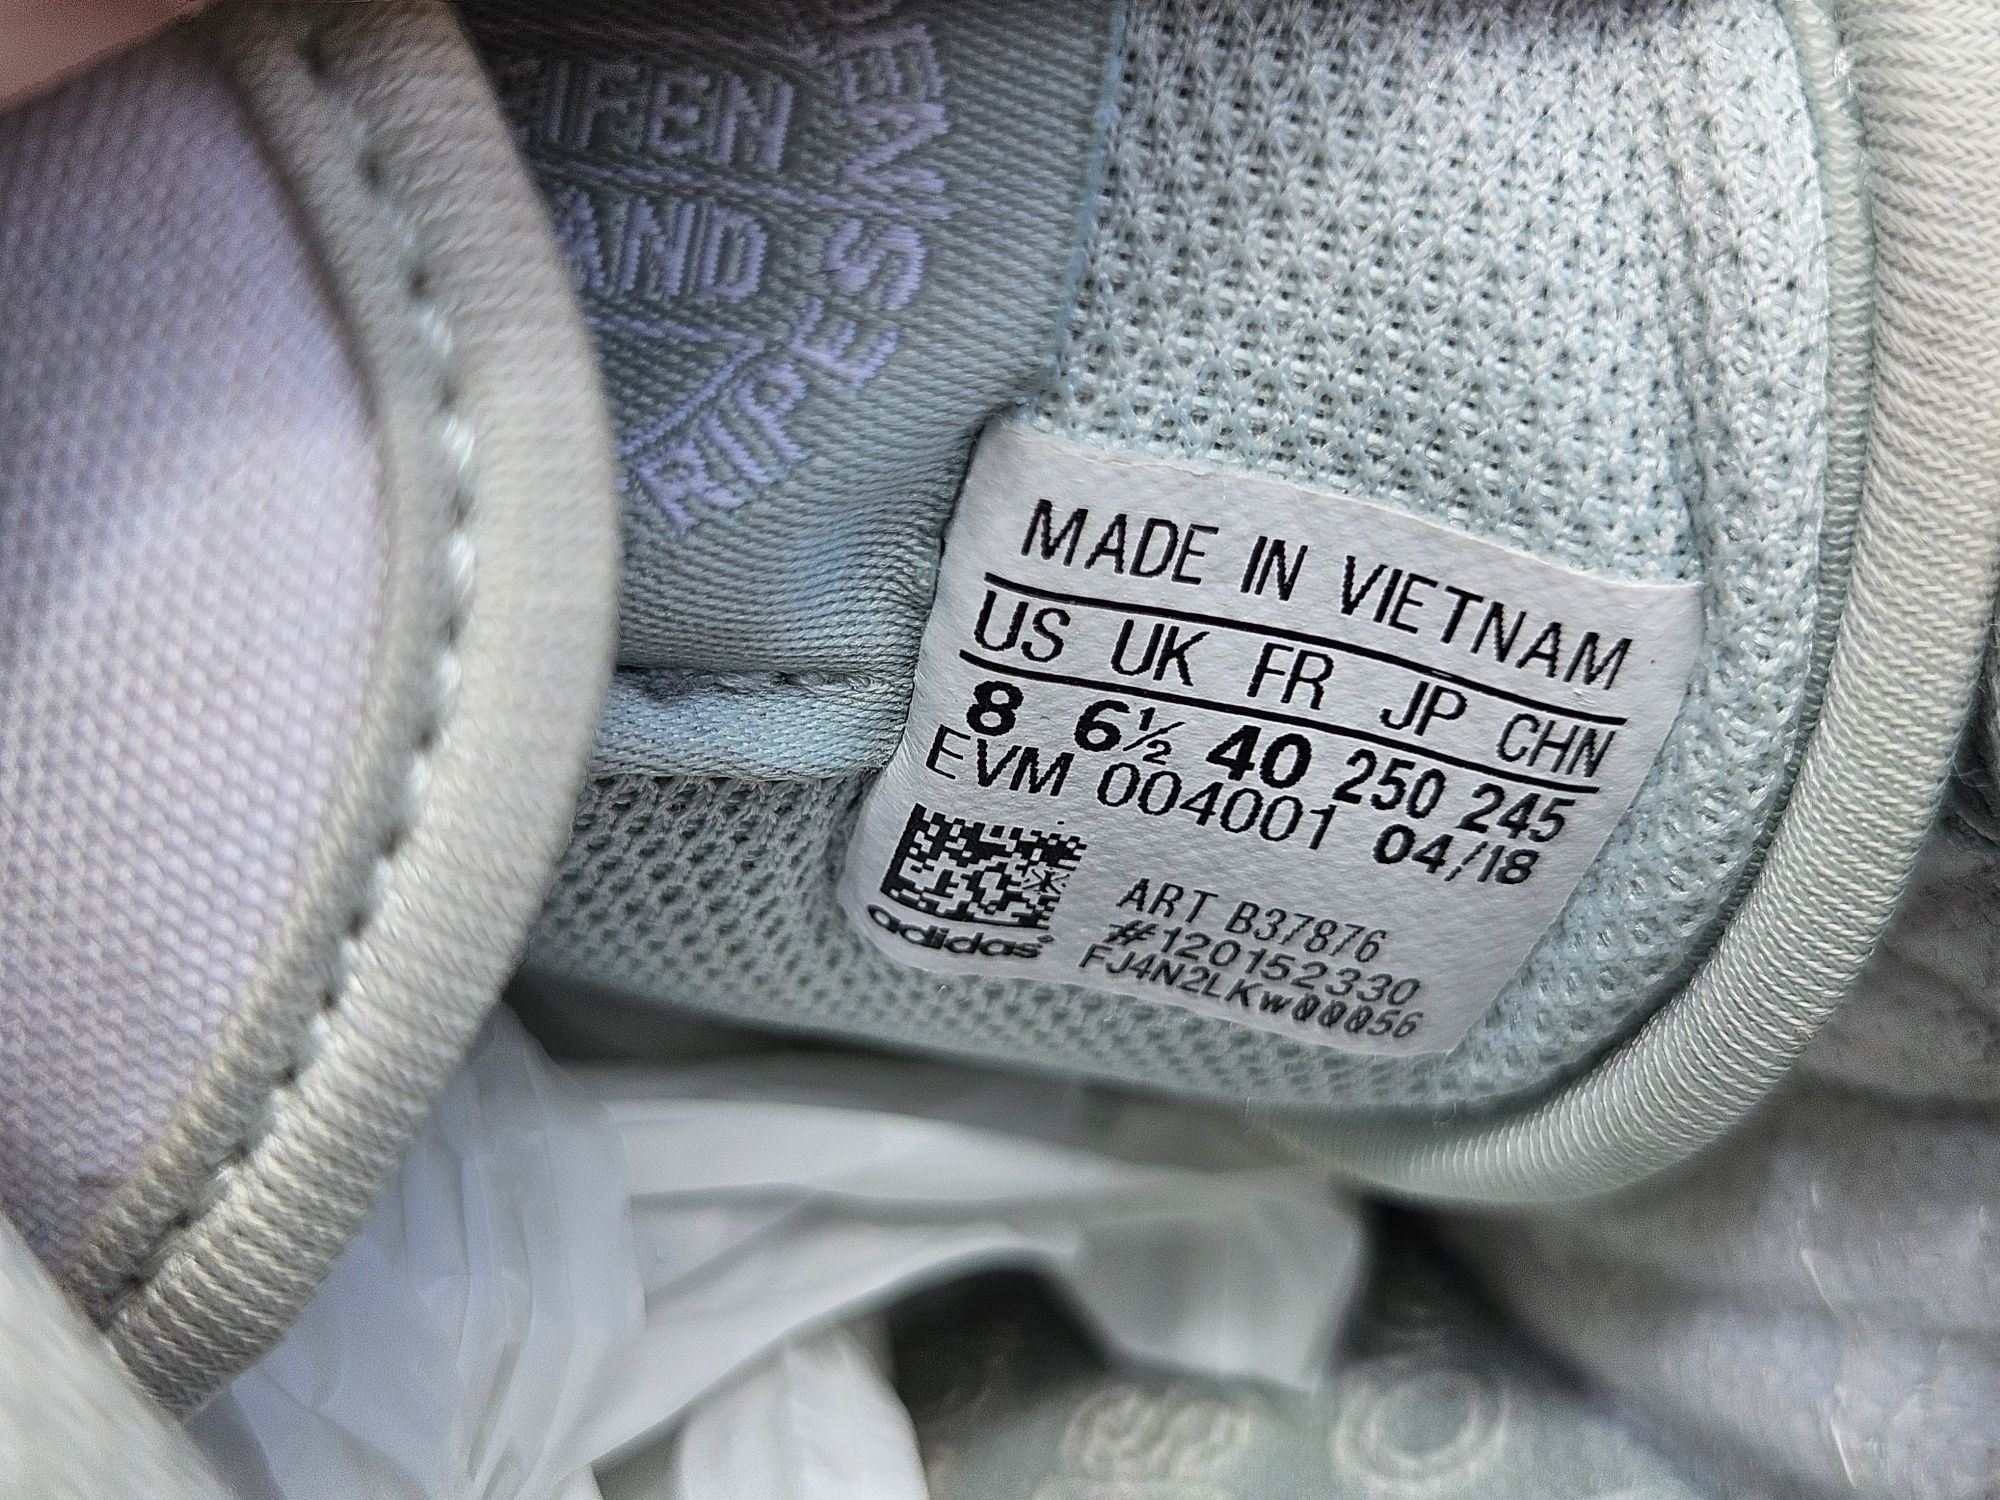 EIFEN
AND
RIPES
MADE IN VIETNAM
US UK FR JP CHN
8 6½ 40 250 245
EVM 004001 04/18
adidas
ART B37876
#120152330
FJ4N2LKW00056